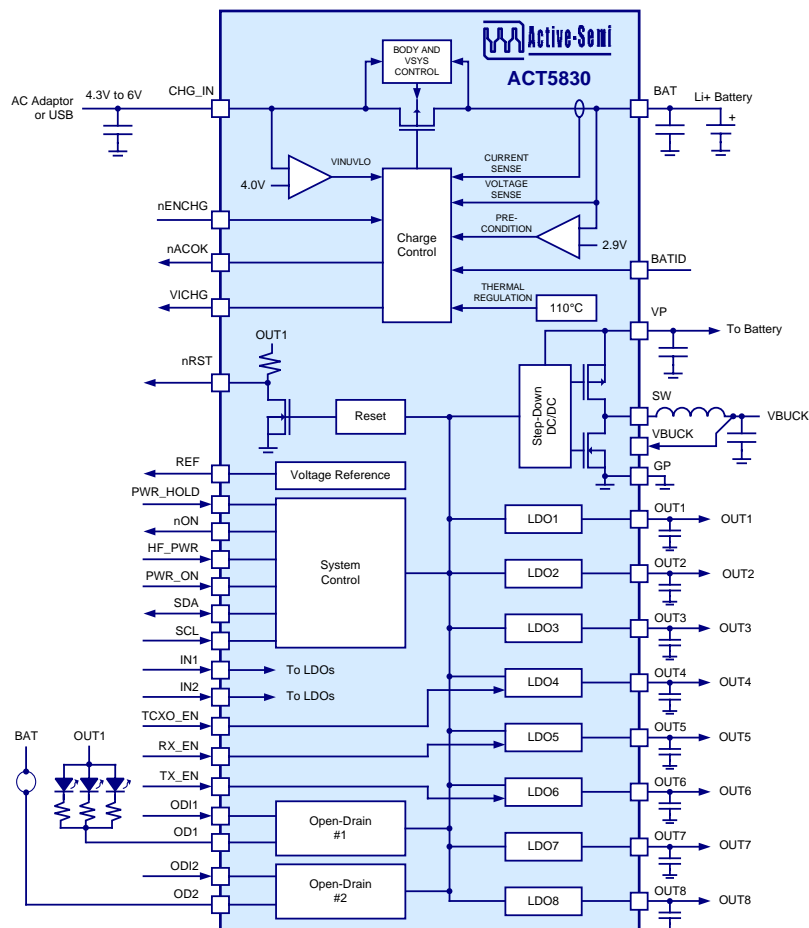 Active-Semi
ACT5830
BODY AND
VSYS
CONTROL
AC Adaptor
or USB
4.3V to 6V
CHG_IN
BAT
Li+ Battery
+
VINUVLO
4.0V
CURRENT
SENSE
VOLTAGE
SENSE
PRE-
CONDITION
2.9V
Charge
Control
nENCHG
nACOK
VICHG
BATID
THERMAL
REGULATION
110°C
VP
To Battery
OUT1
nRST
Reset
Step-Down
DC/DC
SW
VBUCK
VBUCK
GP
REF
Voltage Reference
PWR_HOLD
nON
HF_PWR
PWR_ON
SDA
SCL
System
Control
IN1
To LDOs
IN2
To LDOs
TCXO_EN
RX_EN
TX_EN
BAT
OUT1
ODI1
OD1
Open-Drain
#1
ODI2
OD2
Open-Drain
#2
LDO1
OUT1
OUT1
LDO2
OUT2
OUT2
LDO3
OUT3
OUT3
LDO4
OUT4
OUT4
LDO5
OUT5
OUT5
LDO6
OUT6
OUT6
LDO7
OUT7
OUT7
LDO8
OUT8
OUT8